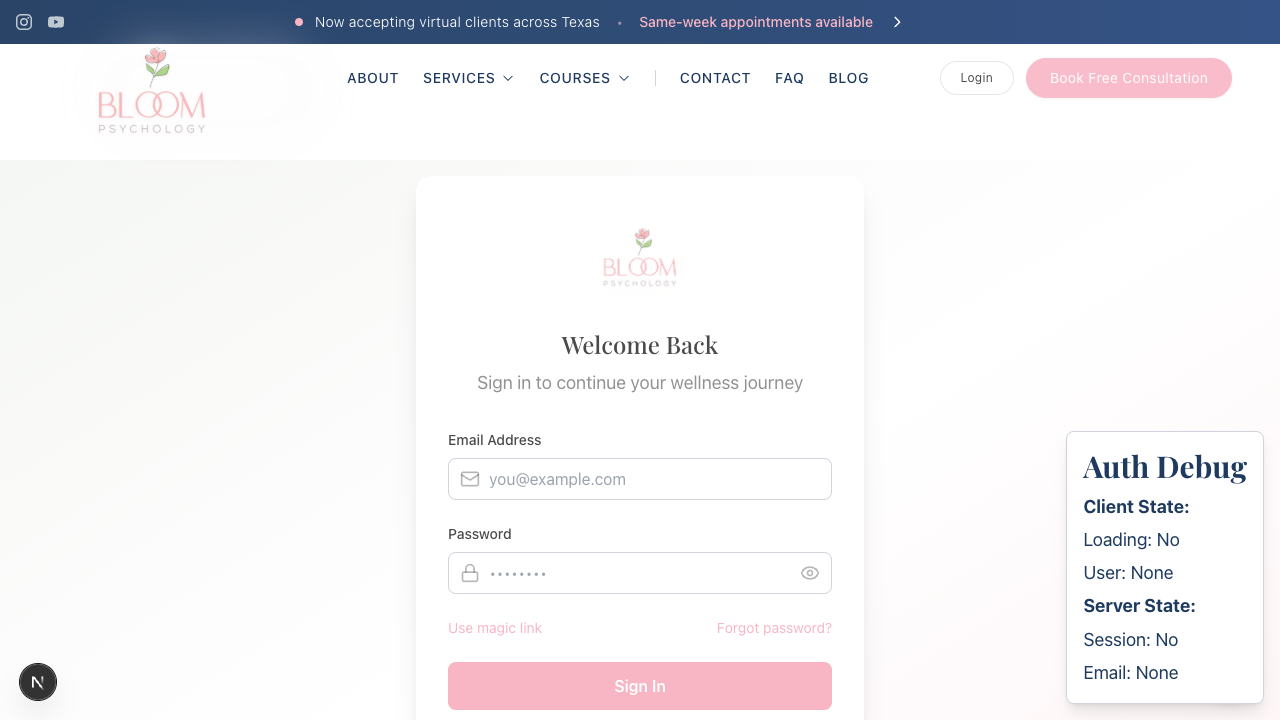 Now accepting virtual clients across Texas • Same-week appointments available
BLOOM
PSYCHOLOGY
ABOUT SERVICES COURSES CONTACT FAQ BLOG
Login
Book Free Consultation
BLOOM
PSYCHOLOGY
Welcome Back
Sign in to continue your wellness journey
Email Address
you@example.com
Password
••••••••
Use magic link Forgot password?
Sign In
Auth Debug
Client State:
Loading: No
User: None
Server State:
Session: No
Email: None
N